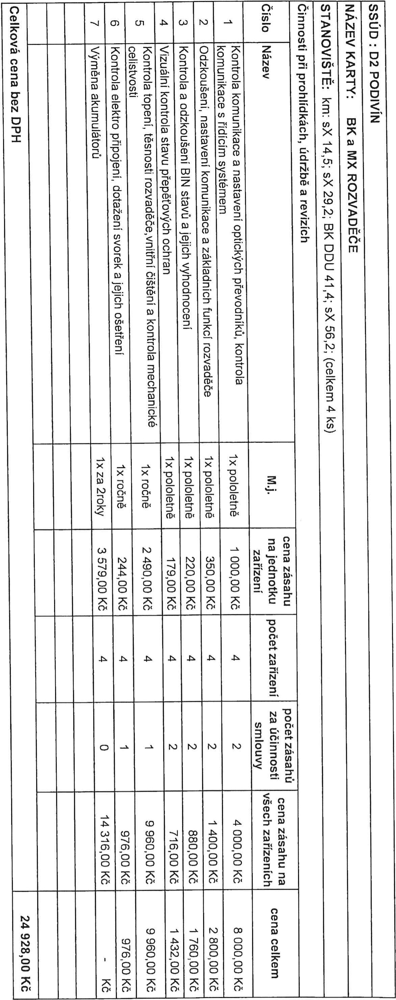 SSÚD : D2 PODIVÍN
NÁZEV KARTY: BK a MX ROZVADĚČE
STANOVIŠTĚ: km: sX 14,5; sX 29,2; BK DDU 41,4; sX 56,2; (celkem 4 ks)
Činnosti při prohlídkách, údržbě a revizích
Číslo Název M.j. cena zásahu na jednotku zařízení počet zařízení počet zásahů za účinnosti smlouvy cena zásahu na všech zařízeních cena celkem
1 Kontrola komunikace a nastavení optických převodníků, kontrola
komunikace s řídícím systémem 1x pololetně 1 000,00 Kč 4 2 4 000,00 Kč 8 000,00 Kč
2 Odzkoušení, nastavení komunikace a základních funkcí rozvaděče 1x pololetně 350,00 Kč 4 2 1 400,00 Kč 2 800,00 Kč
3 Kontrola a odzkoušení BIN stavů a jejich vyhodnocení 1x pololetně 220,00 Kč 4 2 880,00 Kč 1 760,00 Kč
4 Vizuální kontrola stavu přepěťových ochran 1x pololetně 179,00 Kč 4 2 716,00 Kč 1 432,00 Kč
5 Kontrola topení, těsnosti rozvaděče,vnitřní čištění a kontrola mechanické
celistvosti 1x ročně 2 490,00 Kč 4 1 9 960,00 Kč 9 960,00 Kč
6 Kontrola elektro připojení, dotažení svorek a jejich ošetření 1x ročně 244,00 Kč 4 1 976,00 Kč 976,00 Kč
7 Výměna akumulátorů 1x za 2roky 3 579,00 Kč 4 0 14 316,00 Kč - Kč
Celková cena bez DPH 24 928,00 Kč